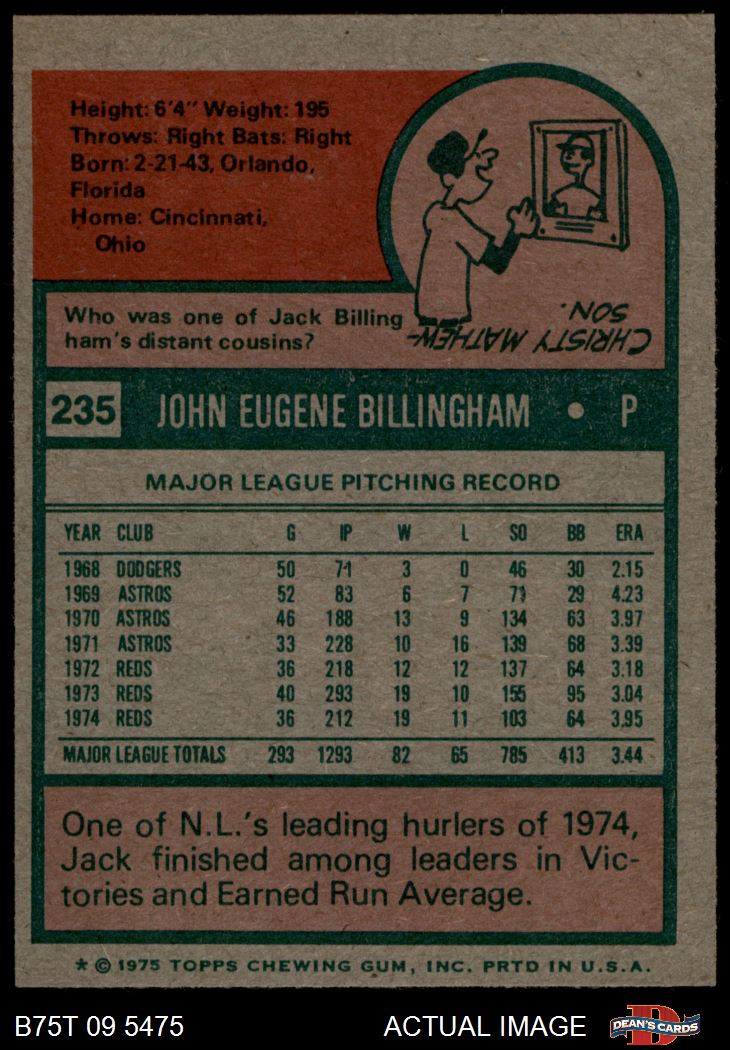 Height: 6'4" Weight: 195
Throws: Right Bats: Right
Born: 2-21-43, Orlando,
Florida
Home: Cincinnati,
Ohio
Who was one of Jack Billing
ham's distant cousins?
CHRISTY MATHEW-
SON.
235 JOHN EUGENE BILLINGHAM • P
MAJOR LEAGUE PITCHING RECORD
YEAR CLUB G IP W L SO BB ERA
1968 DODGERS 50 71 3 0 46 30 2.15
1969 ASTROS 52 83 6 7 71 29 4.23
1970 ASTROS 46 188 13 9 134 63 3.97
1971 ASTROS 33 228 10 16 139 68 3.39
1972 REDS 36 218 12 12 137 64 3.18
1973 REDS 40 293 19 10 155 95 3.04
1974 REDS 36 212 19 11 103 64 3.95
MAJOR LEAGUE TOTALS 293 1293 82 65 785 413 3.44
One of N.L.'s leading hurlers of 1974,
Jack finished among leaders in Vic-
tories and Earned Run Average.
* © 1975 TOPPS CHEWING GUM, INC. PRTD IN U.S.A.
B75T 09 5475 ACTUAL IMAGE DEAN'S CARDS